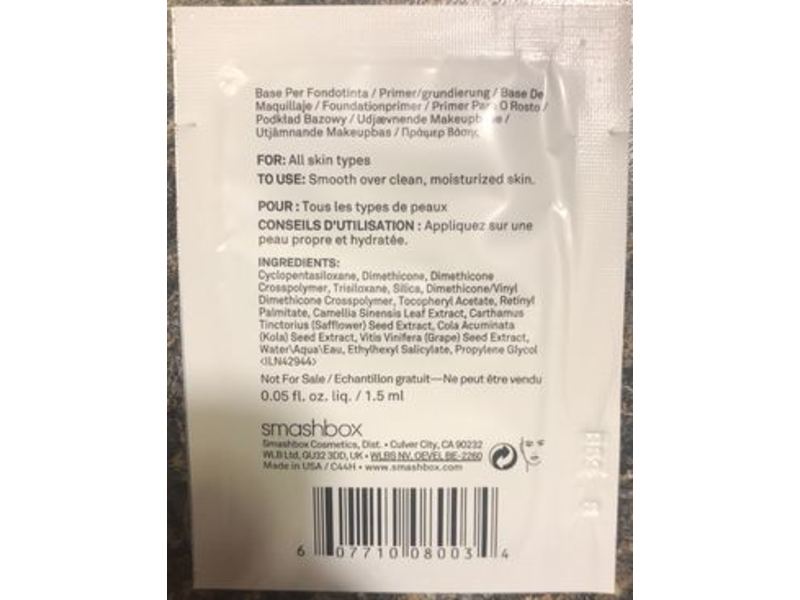 Base Per Fondotinta / Primer/grundierung / Base De
Maquillaje / Foundationprimer / Primer Para O Rosto /
Podkład Bazowy / Udjævnende Makeupbase /
Utjämnande Makeupbas / Πράιμερ Βάσης
FOR: All skin types
TO USE: Smooth over clean, moisturized skin.
POUR : Tous les types de peaux
CONSEILS D'UTILISATION : Appliquez sur une
peau propre et hydratée.
INGREDIENTS:
Cyclopentasiloxane, Dimethicone, Dimethicone
Crosspolymer, Trisiloxane, Silica, Dimethicone/Vinyl
Dimethicone Crosspolymer, Tocopheryl Acetate, Retinyl
Palmitate, Camellia Sinensis Leaf Extract, Carthamus
Tinctorius (Safflower) Seed Extract, Cola Acuminata
(Kola) Seed Extract, Vitis Vinifera (Grape) Seed Extract,
Water\Aqua\Eau, Ethylhexyl Salicylate, Propylene Glycol
<ILN42944>
Not For Sale / Echantillon gratuit—Ne peut être vendu
0.05 fl. oz. liq. / 1.5 ml
smashbox
Smashbox Cosmetics, Dist. • Culver City, CA 90232
WLB Ltd, GU32 3DD, UK • WLBS NV, OEVEL BE-2260
Made in USA / C44H • www.smashbox.com
6 07710 08003 4